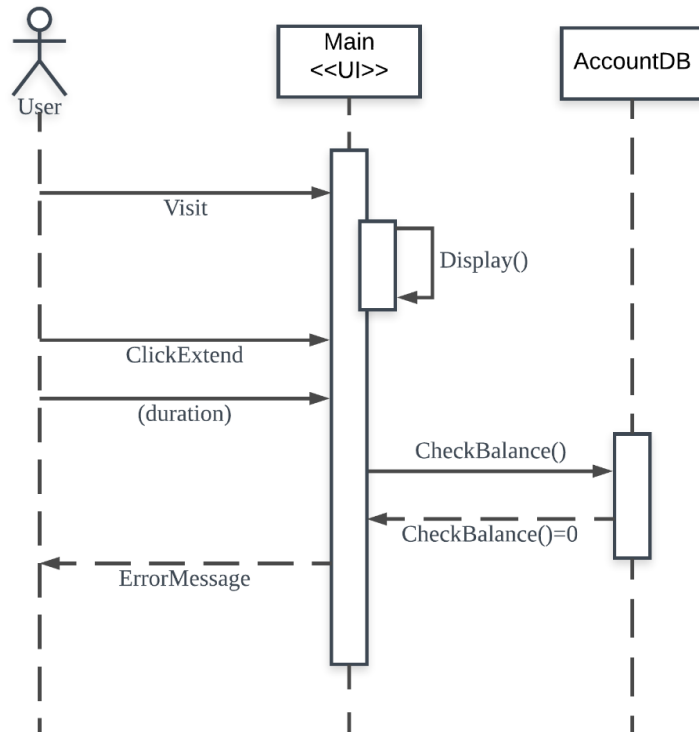 Main
<<UI>>
AccountDB
User
Visit
Display()
ClickExtend
(duration)
CheckBalance()
CheckBalance()=0
ErrorMessage